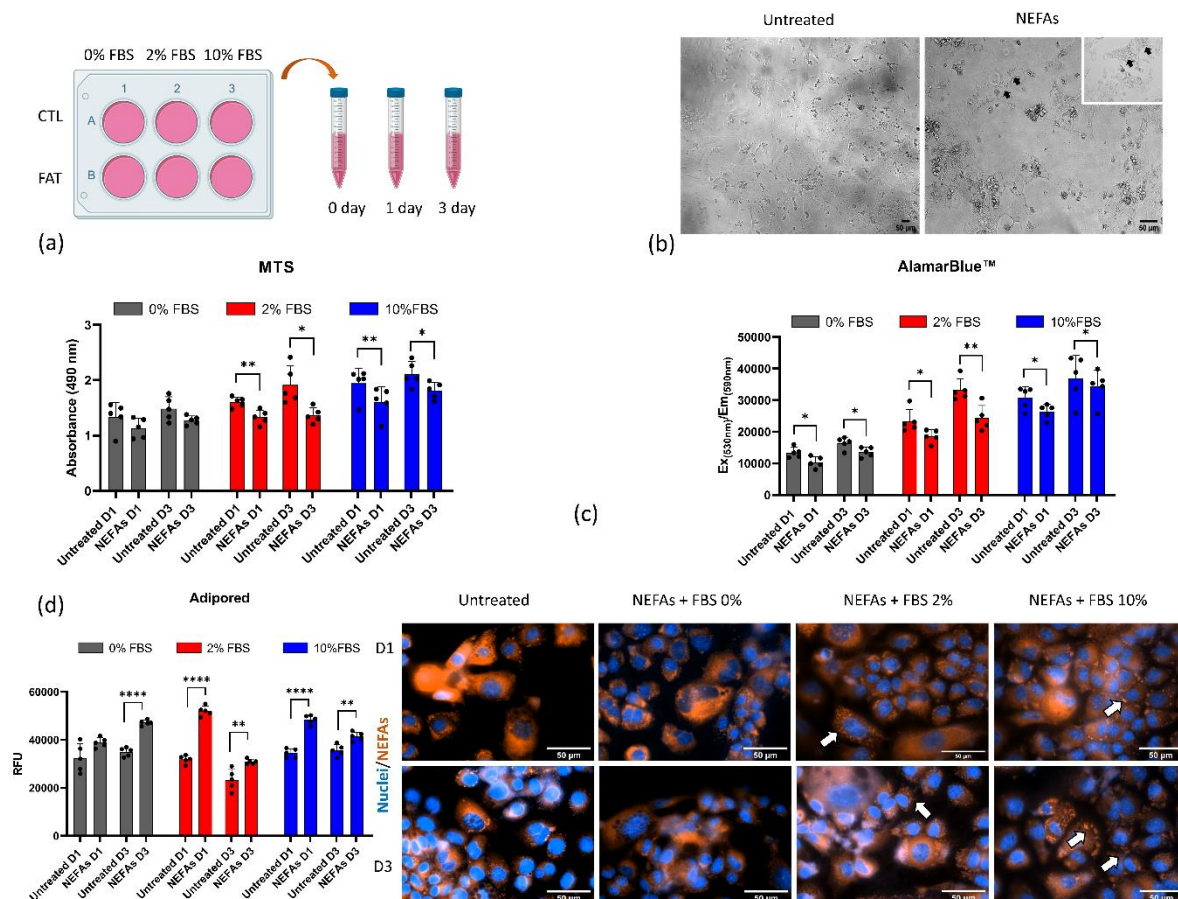 0% FBS 2% FBS 10% FBS
1 2 3
CTL A
FAT B
0 day 1 day 3 day
(a)
Untreated NEFAs
50 µm 50 µm
(b)
MTS
0% FBS 2% FBS 10%FBS
Absorbance (490 nm)
3
2
1
0
** * ** *
Untreated D1 NEFAs D1 Untreated D3 NEFAs D3 Untreated D1 NEFAs D1 Untreated D3 NEFAs D3 Untreated D1 NEFAs D1 Untreated D3 NEFAs D3
(c)
AlamarBlue™
0% FBS 2% FBS 10%FBS
Ex(530nm)/Em(590nm)
50000
40000
30000
20000
10000
0
* * * ** * *
Untreated D1 NEFAs D1 Untreated D3 NEFAs D3 Untreated D1 NEFAs D1 Untreated D3 NEFAs D3 Untreated D1 NEFAs D1 Untreated D3 NEFAs D3
(d)
Adipored
0% FBS 2% FBS 10%FBS
RFU
60000
40000
20000
0
**** **** ** **** **
Untreated D1 NEFAs D1 Untreated D3 NEFAs D3 Untreated D1 NEFAs D1 Untreated D3 NEFAs D3 Untreated D1 NEFAs D1 Untreated D3 NEFAs D3
Untreated NEFAs + FBS 0% NEFAs + FBS 2% NEFAs + FBS 10%
Nuclei/NEFAs
D1
50 µm 50 µm 50 µm 50 µm
D3
50 µm 50 µm 50 µm 50 µm